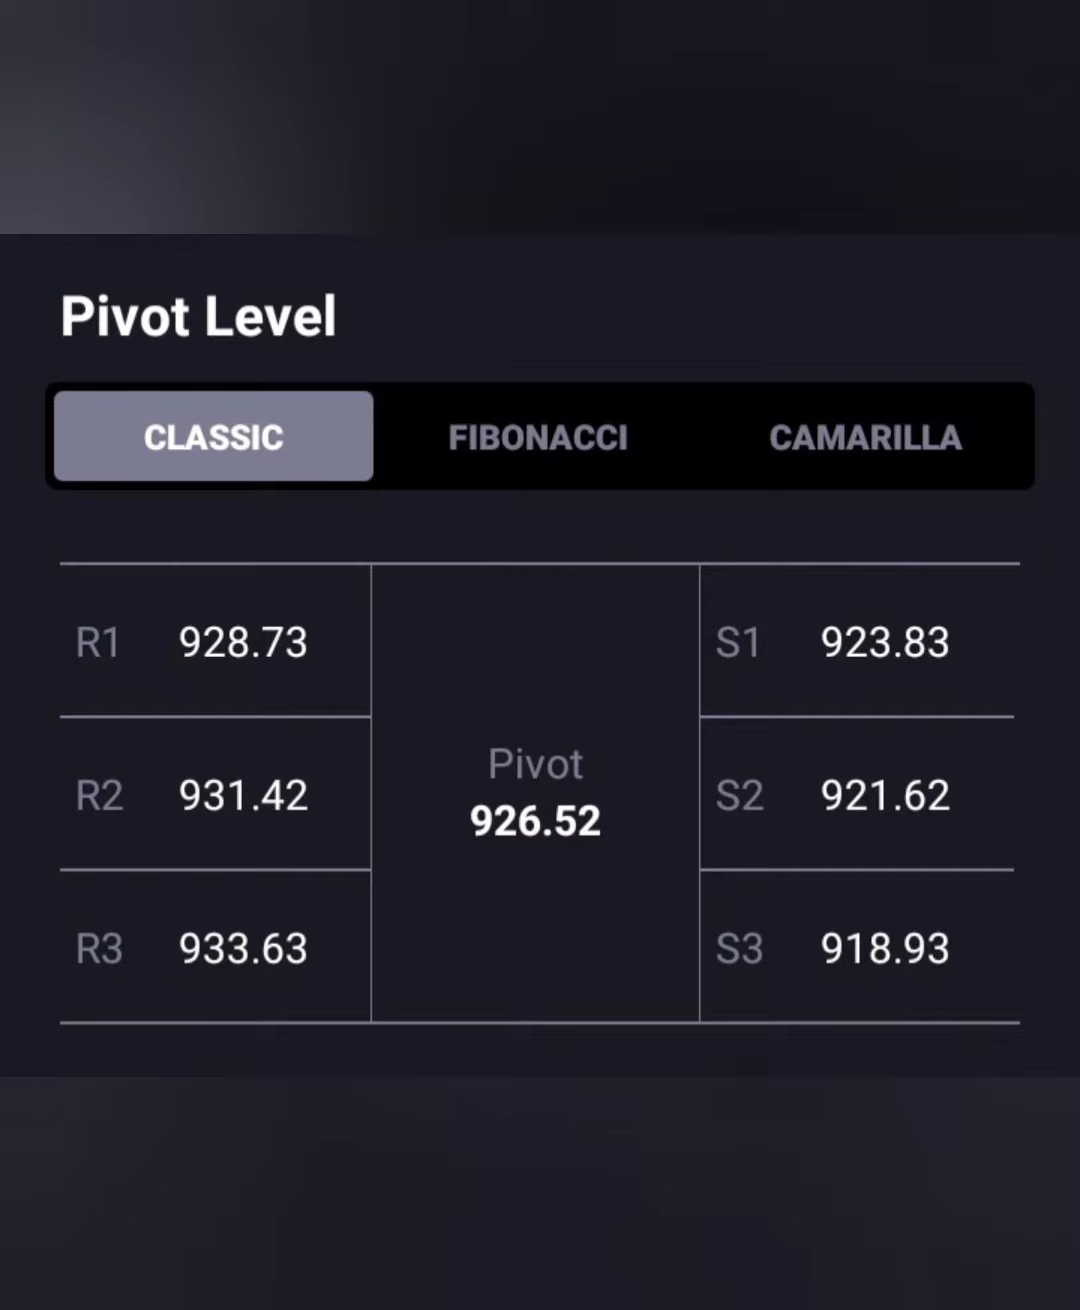 Pivot Level
CLASSIC FIBONACCI CAMARILLA
R1 928.73 S1 923.83
Pivot
R2 931.42 S2 921.62
926.52
R3 933.63 S3 918.93